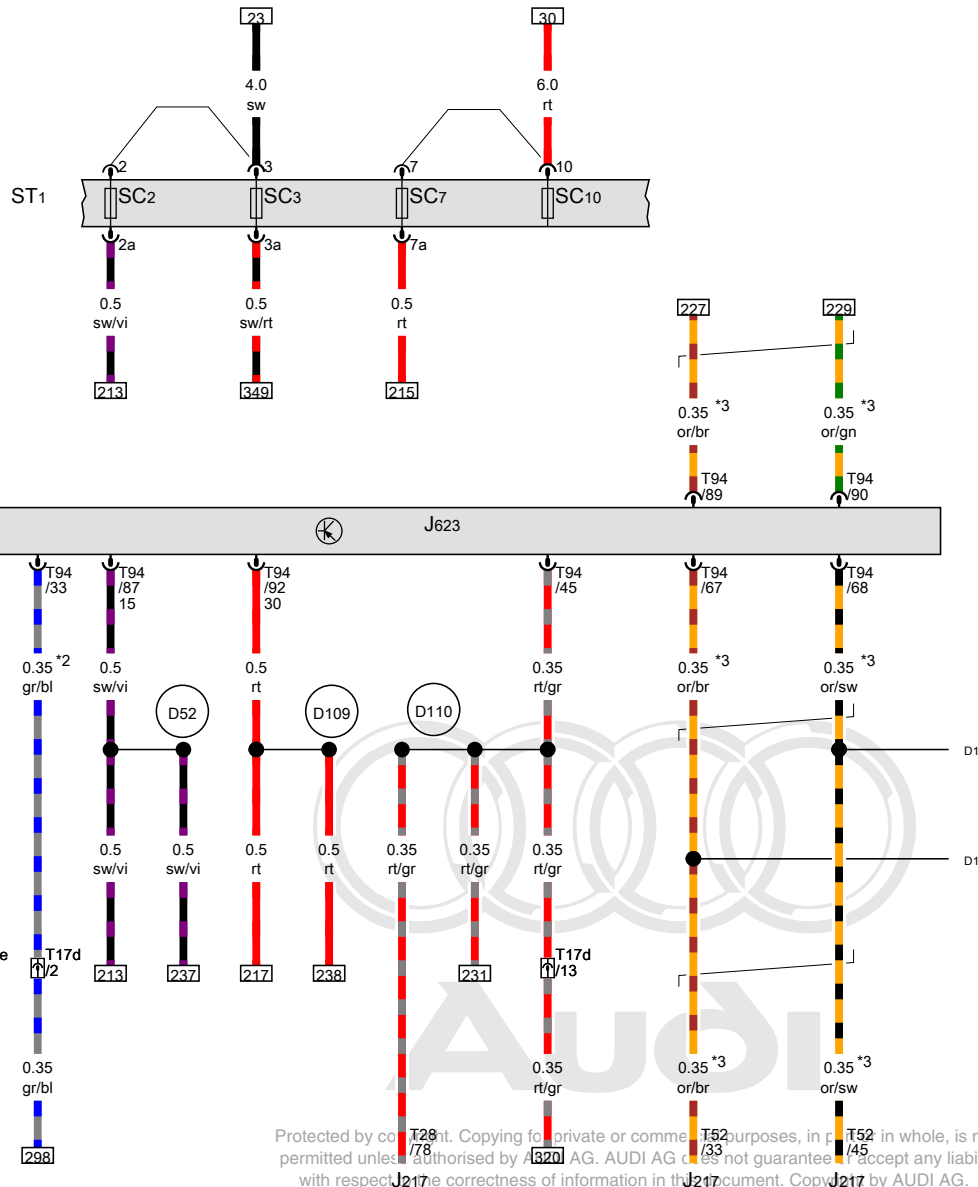 23 30
4.0 6.0
sw rt
2 3 7 10
ST1 SC2 SC3 SC7 SC10
2a 3a 7a
0.5 0.5 0.5
sw/vi sw/rt rt
227 229
213 349 215
0.35 *3 0.35 *3
or/br or/gn
T94 T94
/89 /90
J623
T94 T94 T94 T94 T94 T94
/33 /87 /92 /45 /67 /68
15 30
0.35 *2 0.5 0.5 0.35 0.35 *3 0.35 *3
gr/bl sw/vi rt rt/gr or/br or/sw
D52 D109 D110
D1
0.5 0.5 0.5 0.5 0.35 0.35 0.35
sw/vi sw/vi rt rt rt/gr rt/gr rt/gr
D1
e T17d T17d
/2 /13
213 237 217 238 231
Audi
0.35 0.35 0.35 *3 0.35 *3
gr/bl rt/gr or/br or/sw
T28 T52 T52
/78 /33 /45
298 320
J217 J217 J217
Protected by copyright. Copying for private or commercial purposes, in part or in whole, is
permitted unless authorised by AUDI AG. AUDI AG does not guarantee or accept any
with respect to the correctness of information in this document. Copyright by AUDI AG.